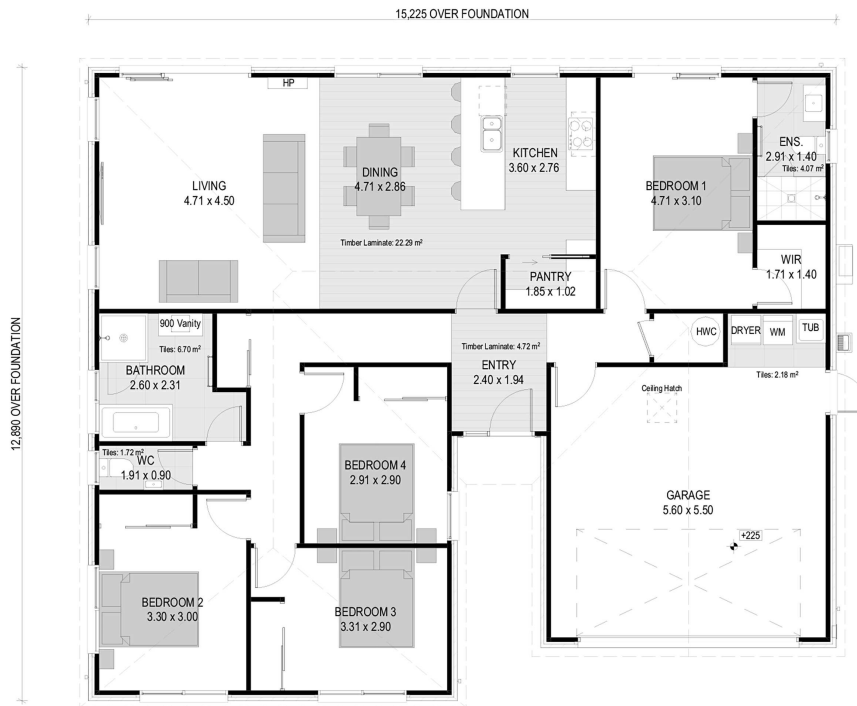 15,225 OVER FOUNDATION
HP
LIVING
4.71 x 4.50
DINING
4.71 x 2.86
KITCHEN
3.60 x 2.76
Timber Laminate: 22.29 m²
PANTRY
1.85 x 1.02
BEDROOM 1
4.71 x 3.10
ENS.
2.91 x 1.40
Tiles: 4.07 m²
WIR
1.71 x 1.40
12,890 OVER FOUNDATION
900 Vanity
Tiles: 6.70 m²
BATHROOM
2.60 x 2.31
Timber Laminate: 4.72 m²
ENTRY
2.40 x 1.94
HWC
DRYER
WM
TUB
Tiles: 2.18 m²
Ceiling Hatch
Tiles: 1.72 m²
WC
1.91 x 0.90
BEDROOM 4
2.91 x 2.90
GARAGE
5.60 x 5.50
+225
BEDROOM 2
3.30 x 3.00
BEDROOM 3
3.31 x 2.90